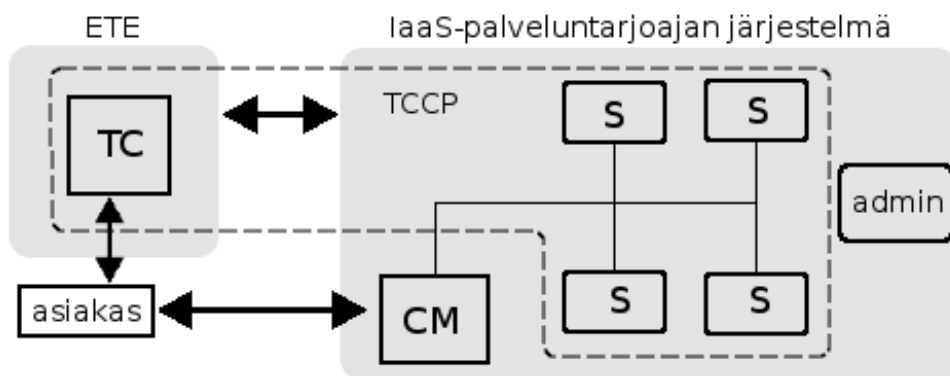 ETE
IaaS-palveluntarjoajan järjestelmä
TCCP
TC
S
S
admin
asiakas
CM
S
S